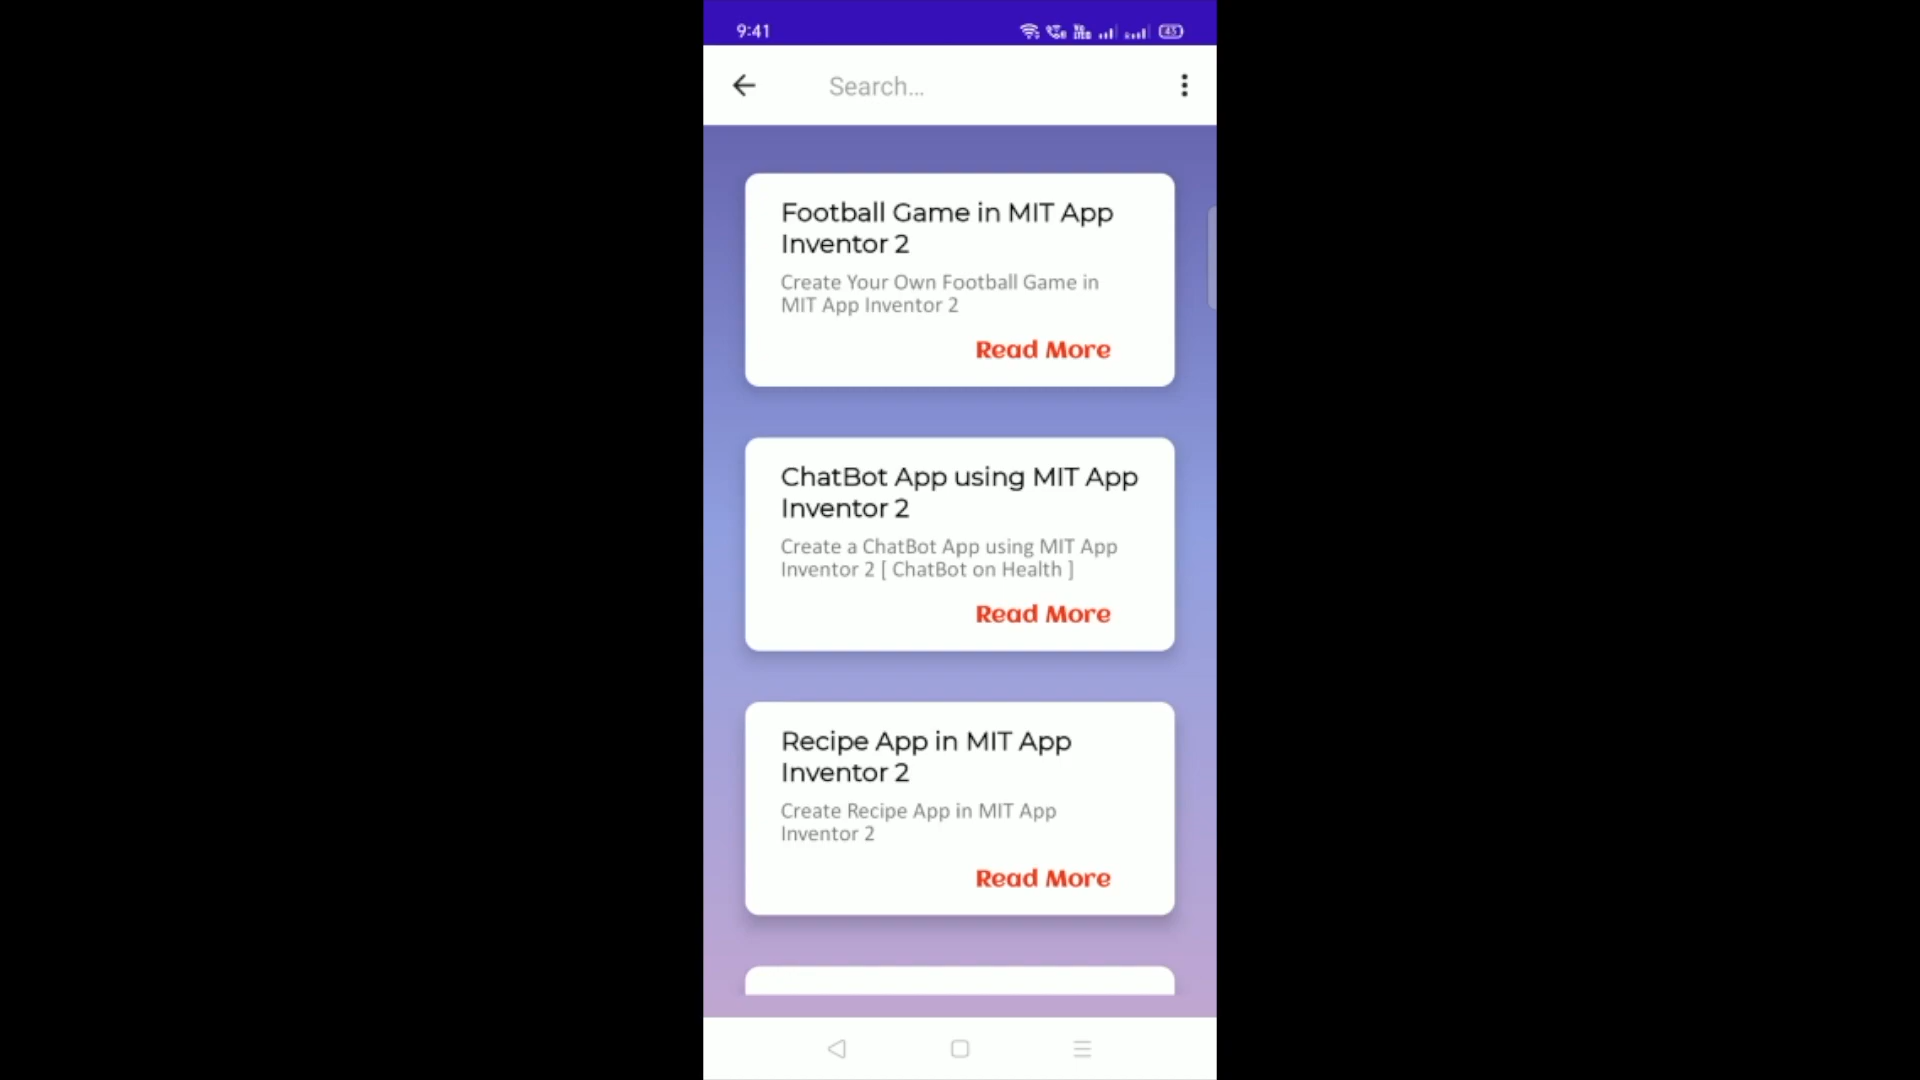 9:41
45
Search...
Football Game in MIT App
Inventor 2
Create Your Own Football Game in
MIT App Inventor 2
Read More
ChatBot App using MIT App
Inventor 2
Create a ChatBot App using MIT App
Inventor 2 [ ChatBot on Health ]
Read More
Recipe App in MIT App
Inventor 2
Create Recipe App in MIT App
Inventor 2
Read More